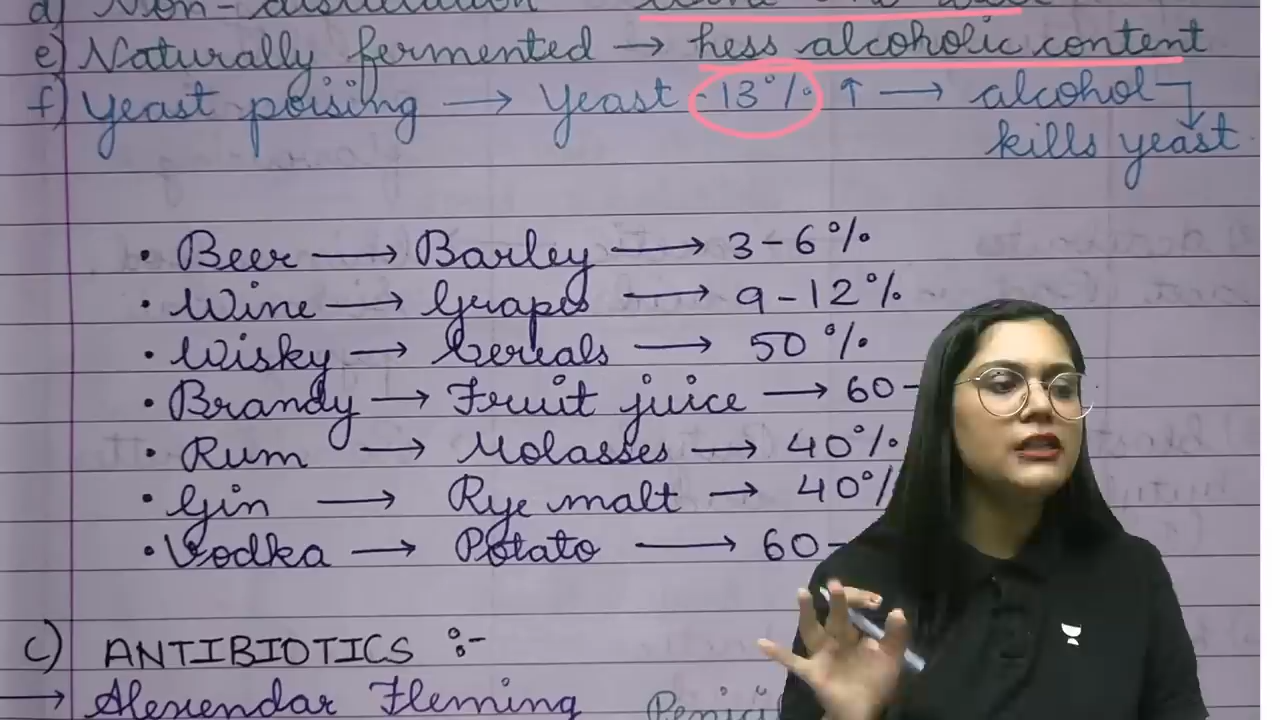 d) Non-distillation
e) Naturally fermented → hess alcoholic content
f) Yeast poising → Yeast -13% ↑ → alcohol
kills yeast
• Beer → Barley → 3-6%
• Wine → Grapes → 9-12%
• Wisky → Cereals → 50%
• Brandy → Fruit juice → 60-
• Rum → Molasses → 40%
• Gin → Rye malt → 40%
• Vodka → Potato → 60-
C) ANTIBIOTICS :-
→ Alexendar Fleming